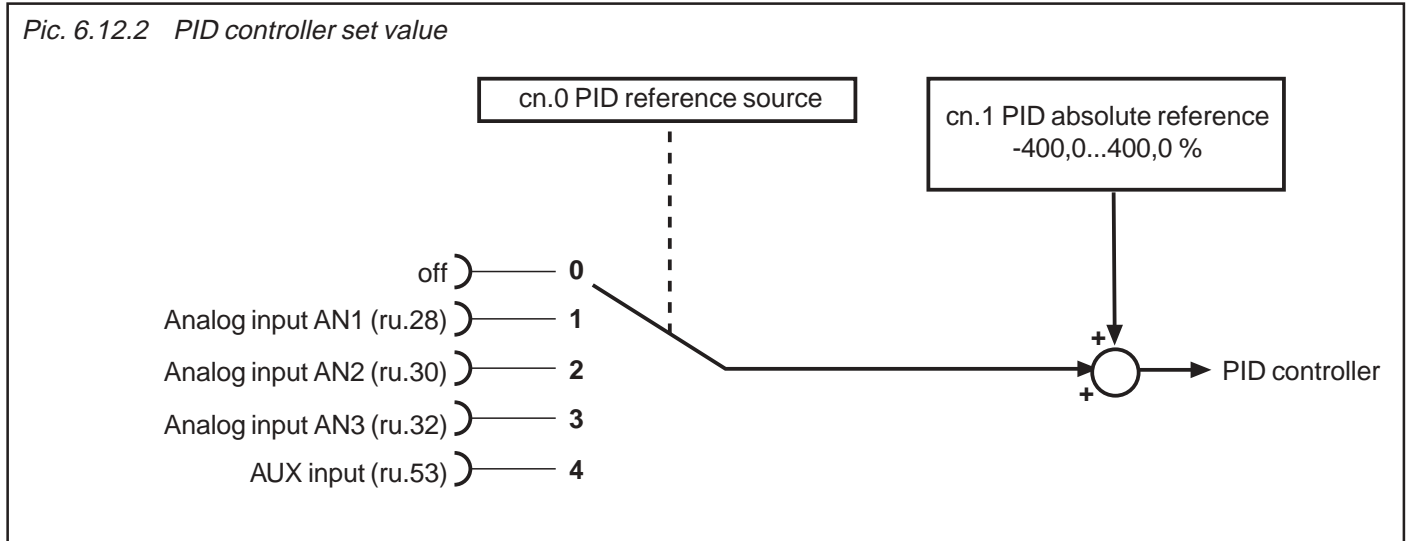 Pic. 6.12.2 PID controller set value
cn.0 PID reference source
cn.1 PID absolute reference
-400,0...400,0 %
off 0
Analog input AN1 (ru.28) 1
Analog input AN2 (ru.30) 2
Analog input AN3 (ru.32) 3
AUX input (ru.53) 4
+
+
PID controller